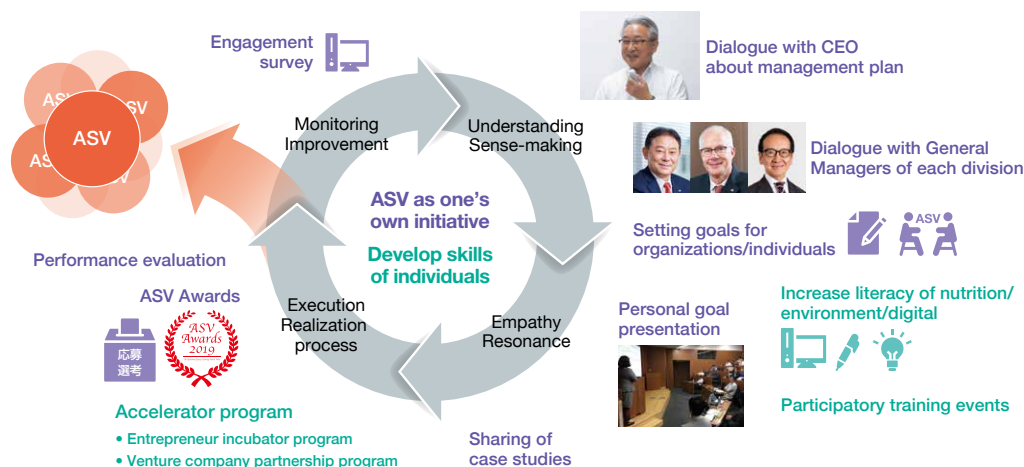 Engagement
survey
Dialogue with CEO
about management plan
ASV
ASV
ASV
Monitoring
Improvement
Understanding
Sense-making
Dialogue with General
Managers of each division
ASV as one's
own initiative
Develop skills
of individuals
Setting goals for
organizations/individuals
ASV
Performance evaluation
ASV Awards
応募
選考
ASV
Awards
2019
Execution
Realization
process
Empathy
Resonance
Personal goal
presentation
Increase literacy of nutrition/
environment/digital
Participatory training events
Accelerator program
• Entrepreneur incubator program
• Venture company partnership program
Sharing of
case studies